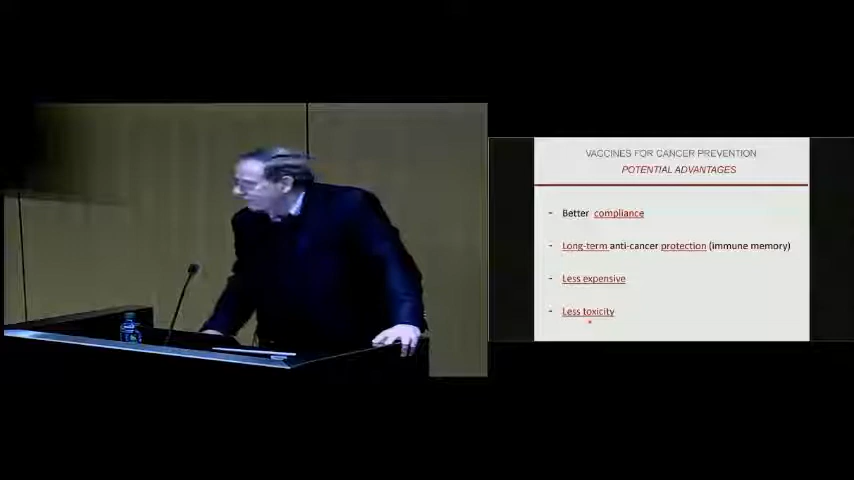 VACCINES FOR CANCER PREVENTION
POTENTIAL ADVANTAGES
- Better compliance
- Long-term anti-cancer protection (immune memory)
- Less expensive
- Less toxicity